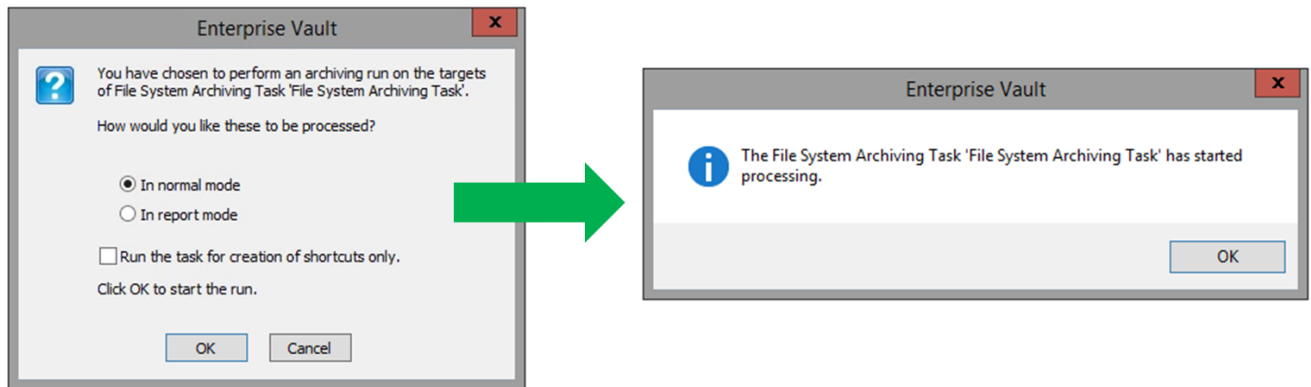 Enterprise Vault
x
You have chosen to perform an archiving run on the targets
of File System Archiving Task 'File System Archiving Task'.
How would you like these to be processed?
In normal mode
In report mode
Run the task for creation of shortcuts only.
Click OK to start the run.
OK
Cancel
Enterprise Vault
x
The File System Archiving Task 'File System Archiving Task' has started
processing.
OK